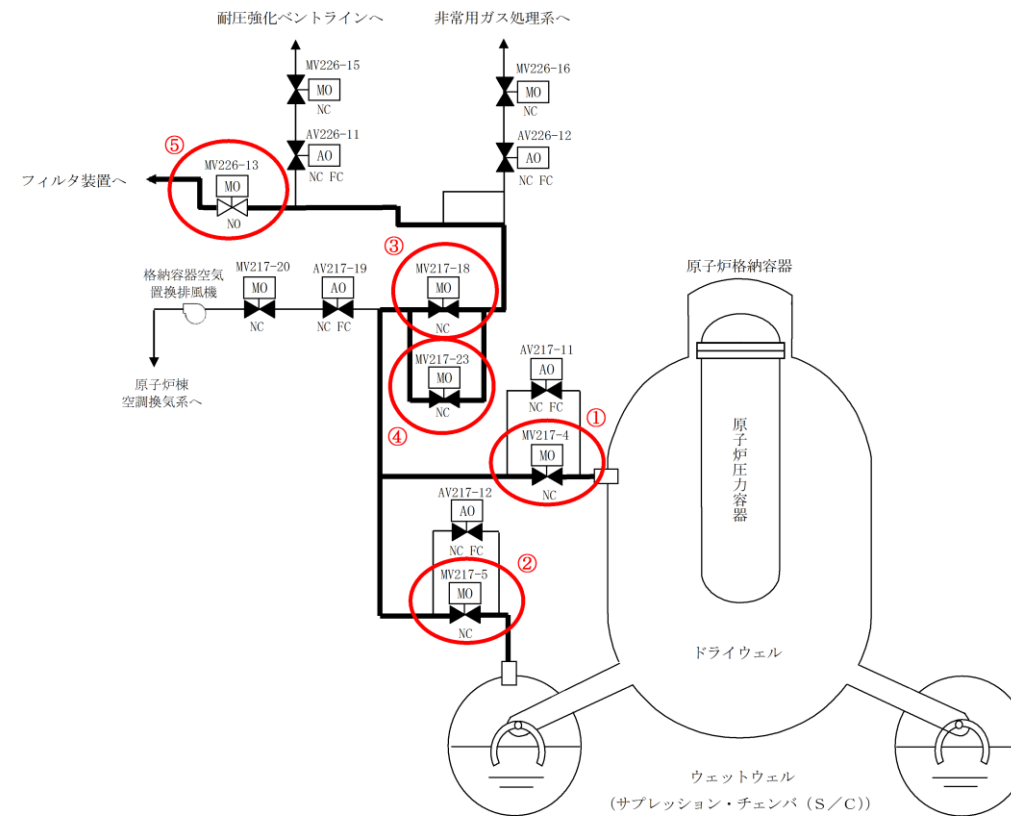 耐圧強化ベントラインへ
非常用ガス処理系へ
MV226-15
MO
NC
MV226-16
MO
NC
AV226-11
AO
NC FC
AV226-12
AO
NC FC
⑤
MV226-13
MO
NO
フィルタ装置へ
③
MV217-18
MO
NC
格納容器空気
置換排風機
MV217-20
MO
NC
AV217-19
AO
NC FC
原子炉棟
空調換気系へ
MV217-23
MO
NC
④
AV217-11
AO
NC FC
①
MV217-4
MO
NC
AV217-12
AO
NC FC
②
MV217-5
MO
NC
原子炉格納容器
原子炉圧力容器
ドライウェル
ウェットウェル
(サプレッション・チェンバ(S/C))